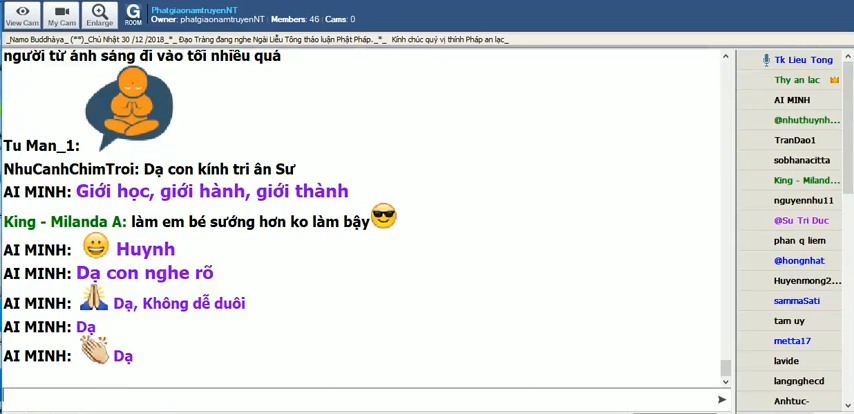 View Cam
My Cam
Enlarge
G
ROOM
PhatgiaonamtruyenNT
Owner: phatgiaonamtruyenNT | Members: 46 | Cams: 0
_Namo Buddhàya_ (**)_Chú Nhật 30 /12 /2018_*_ Đạo Tràng đang nghe Ngài Liễu Tông thảo luận Phật Pháp._*_ Kính chúc quý vị thính Pháp an lạc_
người từ ánh sáng đi vào tối nhiều quá
Tu Man_1:
NhuCanhChimTroi: Dạ con kính tri ân Sư
AI MINH: Giới học, giới hành, giới thành
King - Milanda A: làm em bé sướng hơn ko làm bậy
AI MINH: Huynh
AI MINH: Dạ con nghe rõ
AI MINH: Dạ, Không dễ duôi
AI MINH: Dạ
AI MINH: Dạ
Tk Lieu Tong
Thy an lac
AI MINH
@nhuthuynh...
TranDao1
sobhanacitta
King - Miland...
nguyennhu11
@Su Tri Duc
phan q liem
@hongnhat
Huyenmong2...
sammaSati
tam uy
metta17
lavide
langnghecd
Anhtuc-